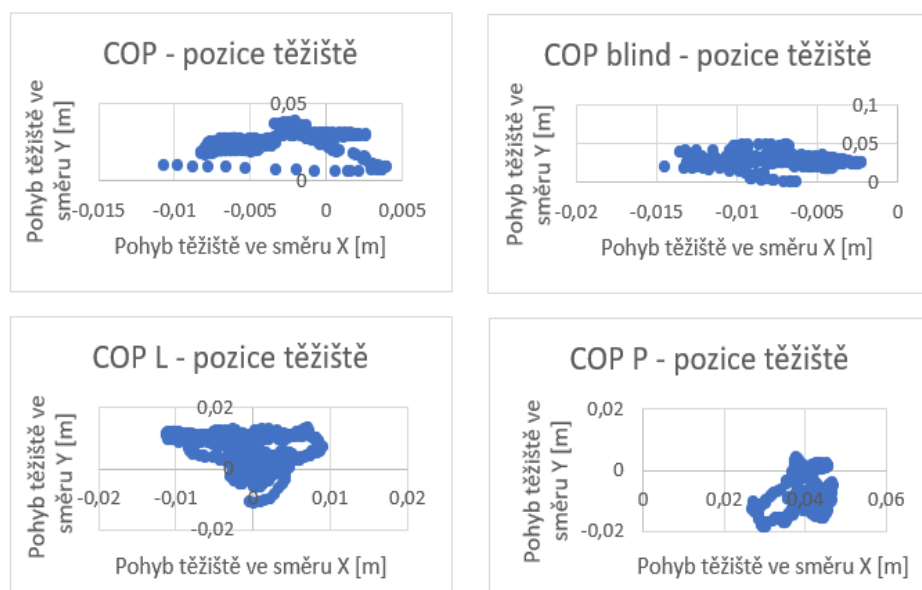 COP - pozice těžiště
Pohyb těžiště ve
směru Y [m]
0,05
0
-0,015 -0,01 -0,005 0 0,005
Pohyb těžiště ve směru X [m]
COP blind - pozice těžiště
Pohyb těžiště ve
směru Y [m]
0,1
0,05
0
-0,02 -0,015 -0,01 -0,005 0
Pohyb těžiště ve směru X [m]
COP L - pozice těžiště
Pohyb těžiště ve
směru Y [m]
0,02
0
-0,02
-0,02 -0,01 0 0,01 0,02
Pohyb těžiště ve směru X [m]
COP P - pozice těžiště
Pohyb těžiště ve
směru Y [m]
0,02
0
-0,02
0 0,02 0,04 0,06
Pohyb těžiště ve směru X [m]